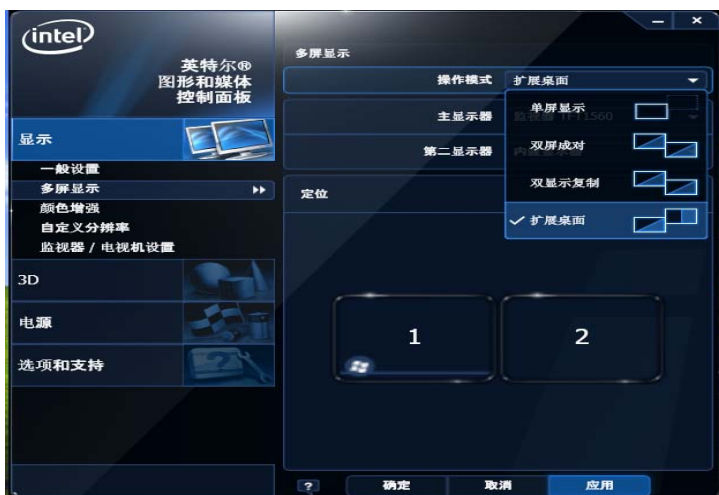 intel
英特尔®
图形和媒体
控制面板
多屏显示
操作模式 扩展桌面
单屏显示
主显示器 监视器 TFT1560
双屏成对
第二显示器
双显示复制
✓ 扩展桌面
定位
显示
一般设置
多屏显示
颜色增强
自定义分辨率
监视器 / 电视机设置
3D
电源
选项和支持
1
2
?
确定
取消
应用